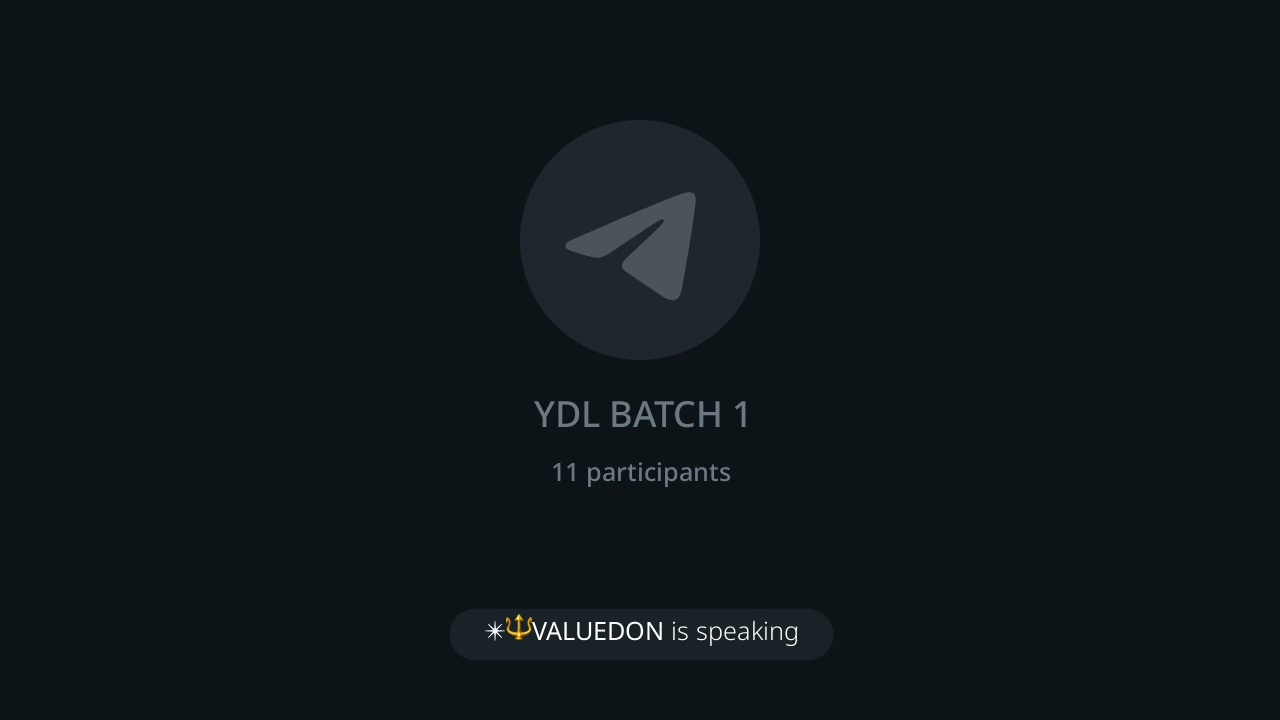 YDL BATCH 1
11 participants
✴🔱VALUEDON is speaking